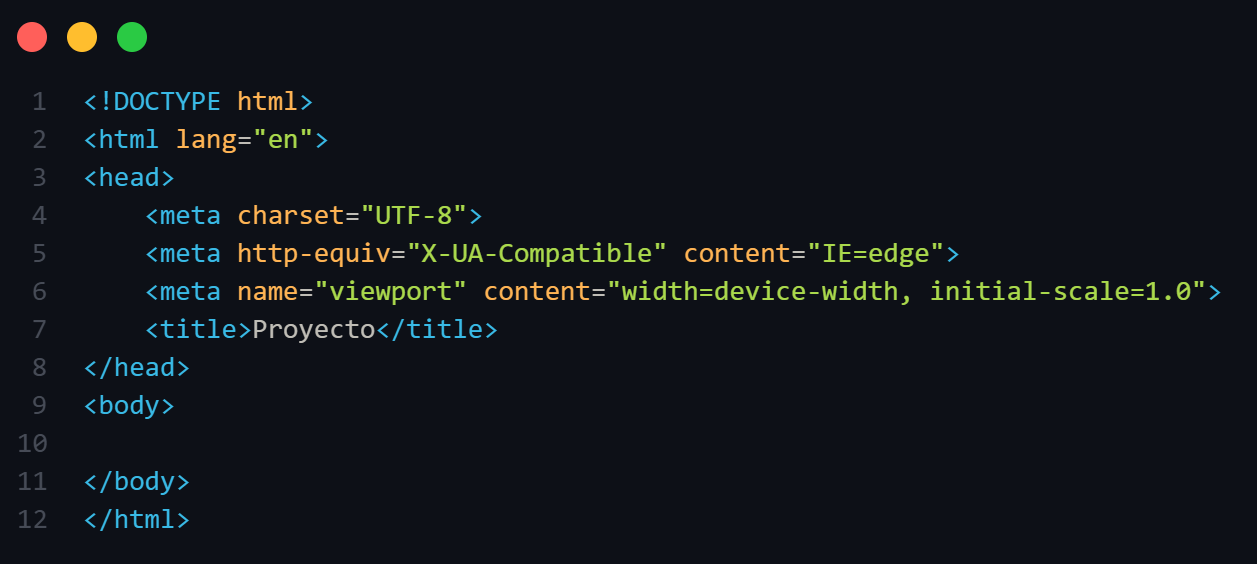 1 <!DOCTYPE html>
2 <html lang="en">
3 <head>
4     <meta charset="UTF-8">
5     <meta http-equiv="X-UA-Compatible" content="IE=edge">
6     <meta name="viewport" content="width=device-width, initial-scale=1.0">
7     <title>Proyecto</title>
8 </head>
9 <body>
10
11 </body>
12 </html>